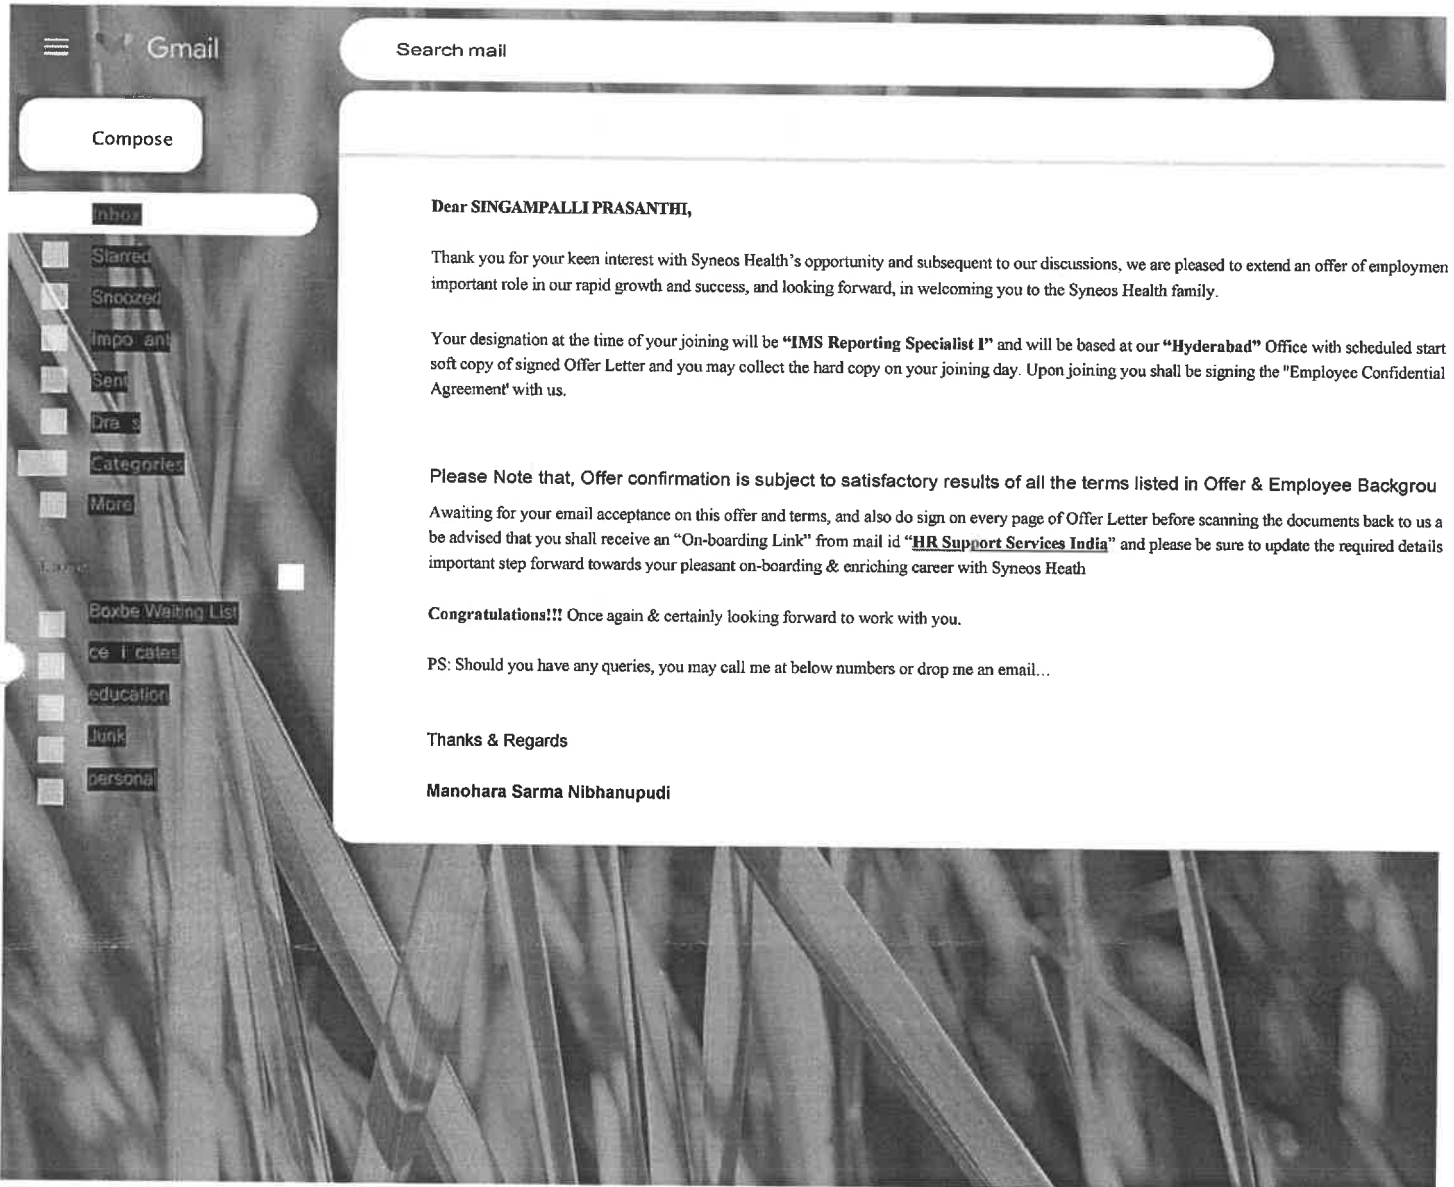 Gmail
Search mail
Compose
Inbox
Starred
Snoozed
Impo ant
Sent
Dra s
Categories
More
Boxbe Waiting List
ce i cates
education
Junk
personal
Dear SINGAMPALLI PRASANTHI,
Thank you for your keen interest with Syneos Health's opportunity and subsequent to our discussions, we are pleased to extend an offer of employmen
important role in our rapid growth and success, and looking forward, in welcoming you to the Syneos Health family.
Your designation at the time of your joining will be "IMS Reporting Specialist I" and will be based at our "Hyderabad" Office with scheduled start
soft copy of signed Offer Letter and you may collect the hard copy on your joining day. Upon joining you shall be signing the "Employee Confidential
Agreement' with us.
Please Note that, Offer confirmation is subject to satisfactory results of all the terms listed in Offer & Employee Backgrou
Awaiting for your email acceptance on this offer and terms, and also do sign on every page of Offer Letter before scanning the documents back to us a
be advised that you shall receive an "On-boarding Link" from mail id "HR Support Services India" and please be sure to update the required details
important step forward towards your pleasant on-boarding & enriching career with Syneos Heath
Congratulations!!! Once again & certainly looking forward to work with you.
PS: Should you have any queries, you may call me at below numbers or drop me an email...
Thanks & Regards
Manohara Sarma Nibhanupudi